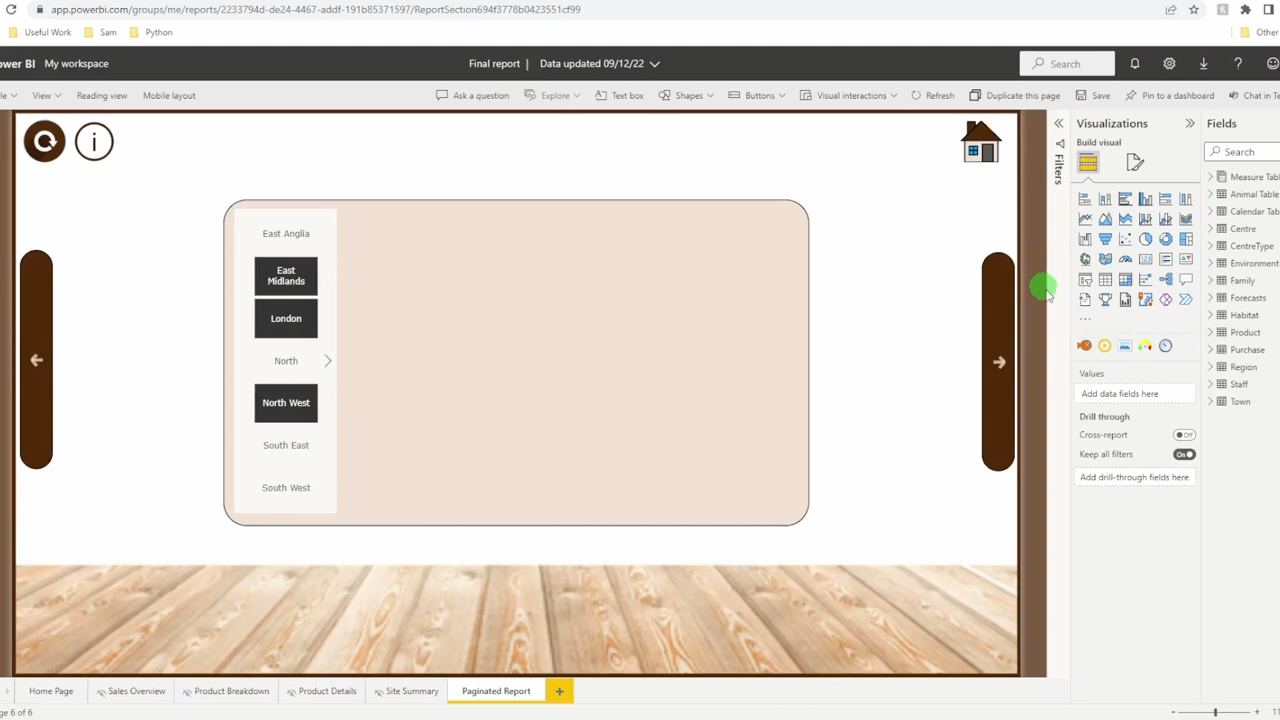 app.powerbi.com/groups/me/reports/2233794d-de24-4467-addf-191b85371597/ReportSection694f3778b0423551cf99
Useful Work Sam Python Other
ower BI My workspace Final report | Data updated 09/12/22 Search
le View Reading view Mobile layout Ask a question Explore Text box Shapes Buttons Visual interactions Refresh Duplicate this page Save Pin to a dashboard Chat in Te
i
East Anglia
East
Midlands
London
North
North West
South East
South West
Filters
Visualizations
Build visual
123
...
Values
Add data fields here
Drill through
Cross-report Off
Keep all filters On
Add drill-through fields here
Fields
Search
Measure Tabl
Animal Table
Calendar Tab
Centre
CentreType
Environment
Family
Forecasts
Habitat
Product
Purchase
Region
Staff
Town
Home Page Sales Overview Product Breakdown Product Details Site Summary Paginated Report +
Page 6 of 6 - + 11